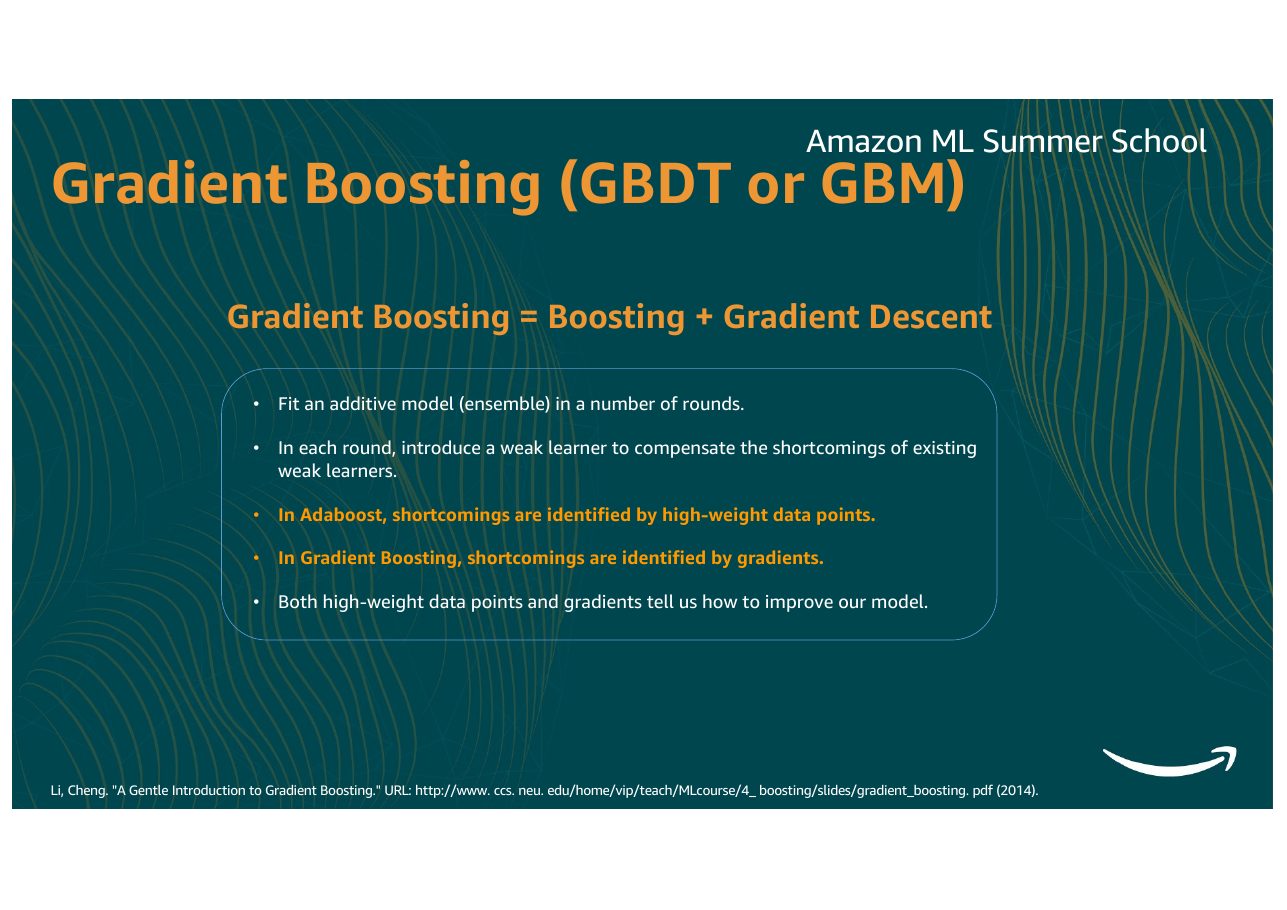 Amazon ML Summer School
Gradient Boosting (GBDT or GBM)
Gradient Boosting = Boosting + Gradient Descent
• Fit an additive model (ensemble) in a number of rounds.
• In each round, introduce a weak learner to compensate the shortcomings of existing
weak learners.
• In Adaboost, shortcomings are identified by high-weight data points.
• In Gradient Boosting, shortcomings are identified by gradients.
• Both high-weight data points and gradients tell us how to improve our model.
Li, Cheng. "A Gentle Introduction to Gradient Boosting." URL: http://www. ccs. neu. edu/home/vip/teach/MLcourse/4_ boosting/slides/gradient_boosting. pdf (2014).